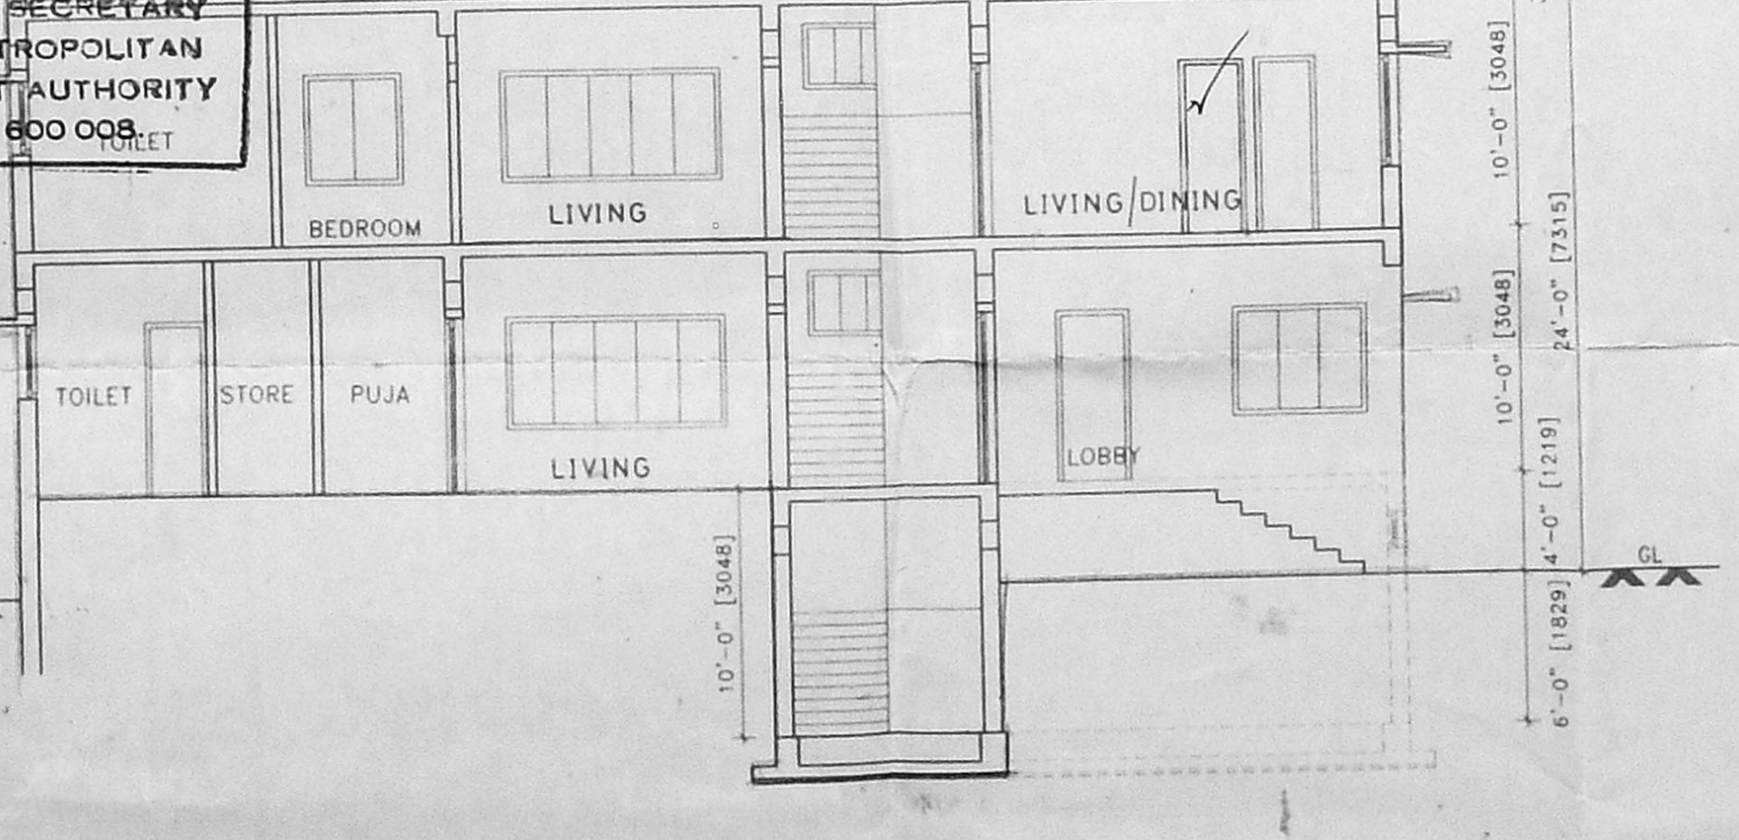 SECRETARY
TROPOLITAN
T AUTHORITY
600 008.
TOILET
BEDROOM
LIVING
LIVING/DINING
10'-0" [3048]
24'-0" [7315]
TOILET
STORE
PUJA
LIVING
LOBBY
10'-0" [3048]
4'-0" [1219]
GL
10'-0" [3048]
6'-0" [1829]